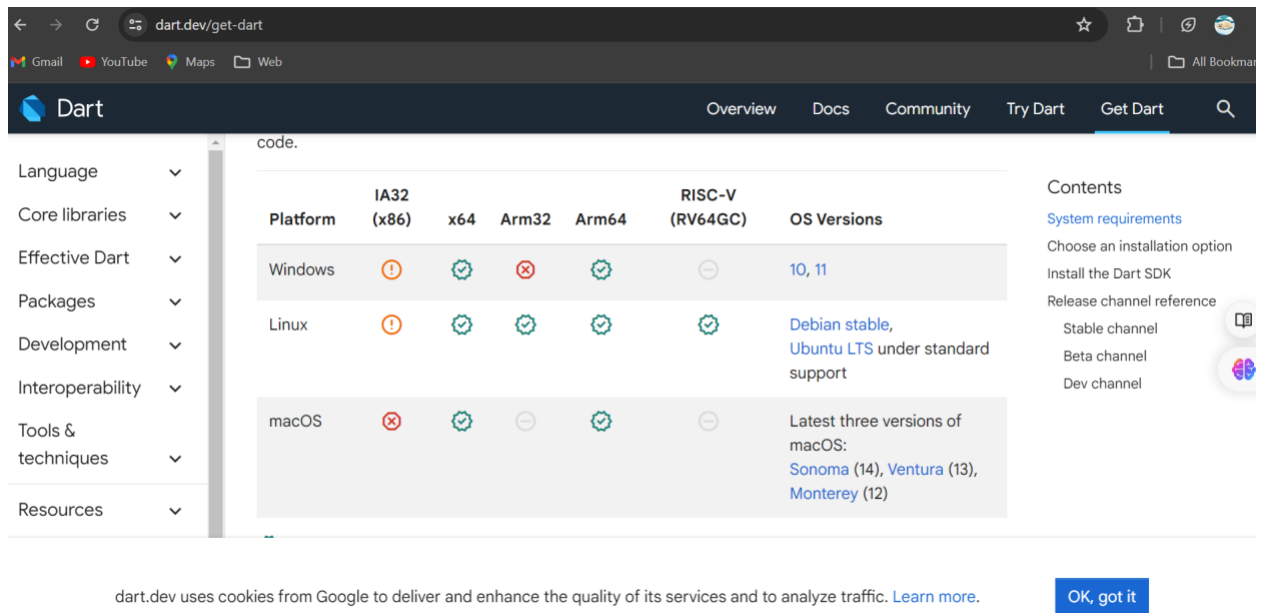 dart.dev/get-dart
Gmail YouTube Maps Web All Bookmar
Dart Overview Docs Community Try Dart Get Dart
Language
Core libraries
Effective Dart
Packages
Development
Interoperability
Tools &
techniques
Resources
code.
IA32 RISC-V
Platform (x86) x64 Arm32 Arm64 (RV64GC) OS Versions
Windows 10, 11
Linux Debian stable,
Ubuntu LTS under standard
support
macOS Latest three versions of
macOS:
Sonoma (14), Ventura (13),
Monterey (12)
Contents
System requirements
Choose an installation option
Install the Dart SDK
Release channel reference
Stable channel
Beta channel
Dev channel
dart.dev uses cookies from Google to deliver and enhance the quality of its services and to analyze traffic. Learn more. OK, got it